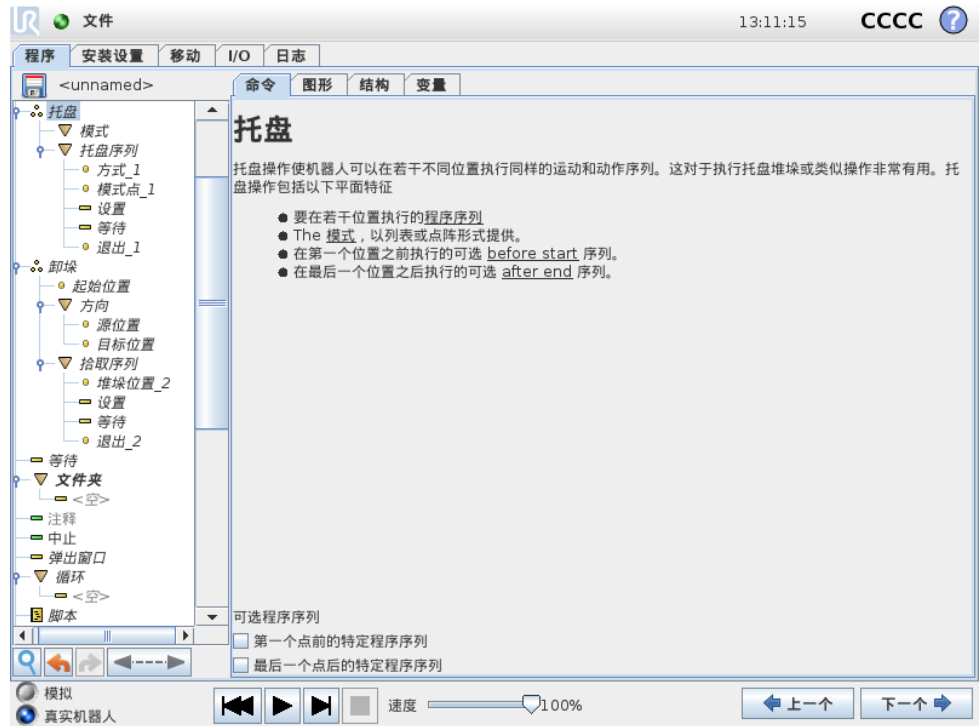 UR 文件 13:11:15 CCCC ?
程序 安装设置 移动 I/O 日志
<unnamed>
命令 图形 结构 变量
托盘
模式
托盘序列
方式_1
模式点_1
设置
等待
退出_1
卸垛
起始位置
方向
源位置
目标位置
拾取序列
堆垛位置_2
设置
等待
退出_2
等待
文件夹
<空>
注释
中止
弹出窗口
循环
<空>
脚本
托盘
托盘操作使机器人可以在若干不同位置执行同样的运动和动作序列。这对于执行托盘堆垛或类似操作非常有用。托
盘操作包括以下平面特征
● 要在若干位置执行的程序序列
● The 模式 , 以列表或点阵形式提供。
● 在第一个位置之前执行的可选 before start 序列。
● 在最后一个位置之后执行的可选 after end 序列。
可选程序序列
第一个点前的特定程序序列
最后一个点后的特定程序序列
模拟
真实机器人
速度 100%
上一个 下一个